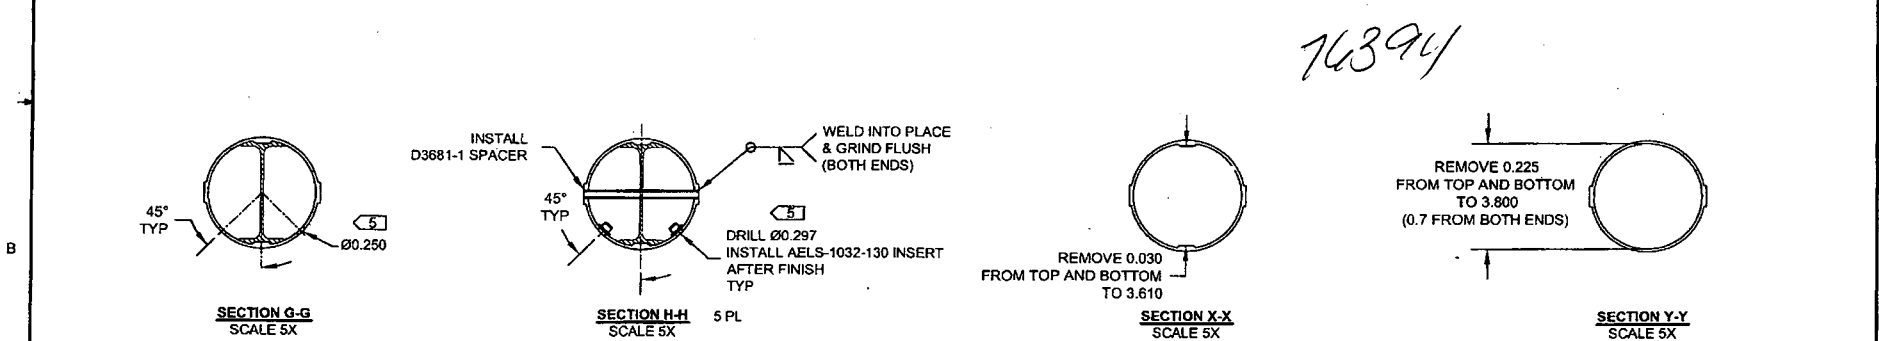 76394
INSTALL
D3681-1 SPACER
WELD INTO PLACE
& GRIND FLUSH
(BOTH ENDS)
45°
TYP
5
Ø0.250
45°
TYP
5
DRILL Ø0.297
INSTALL AELS-1032-130 INSERT
AFTER FINISH
TYP
REMOVE 0.030
FROM TOP AND BOTTOM
TO 3.610
REMOVE 0.225
FROM TOP AND BOTTOM
TO 3.800
(0.7 FROM BOTH ENDS)
B
SECTION G-G
SCALE 5X
SECTION H-H 5 PL
SCALE 5X
SECTION X-X
SCALE 5X
SECTION Y-Y
SCALE 5X